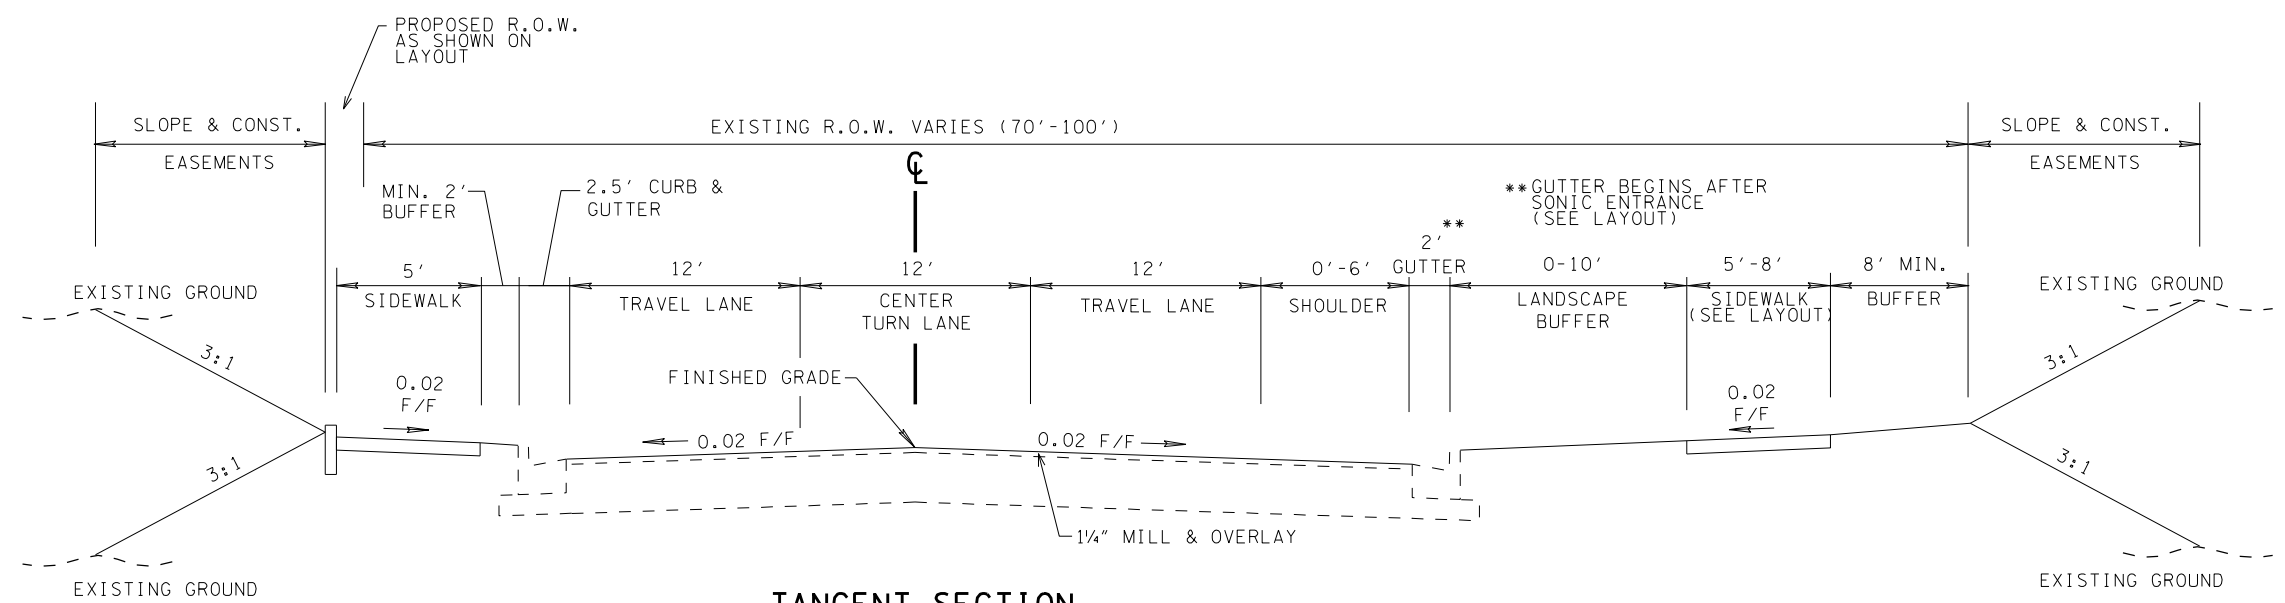 PROPOSED R.O.W.
AS SHOWN ON
LAYOUT
SLOPE & CONST.
EASEMENTS
EXISTING R.O.W. VARIES (70'-100')
SLOPE & CONST.
EASEMENTS
℄
MIN. 2'
BUFFER
2.5' CURB &
GUTTER
**GUTTER BEGINS AFTER
SONIC ENTRANCE
(SEE LAYOUT)
5'
SIDEWALK
12'
TRAVEL LANE
12'
CENTER
TURN LANE
12'
TRAVEL LANE
0'-6'
SHOULDER
**
2'
GUTTER
0-10'
LANDSCAPE
BUFFER
5'-8'
SIDEWALK
(SEE LAYOUT)
8' MIN.
BUFFER
EXISTING GROUND
EXISTING GROUND
3:1
0.02
F/F
FINISHED GRADE
0.02 F/F
0.02 F/F
0.02
F/F
3:1
3:1
3:1
1¼" MILL & OVERLAY
EXISTING GROUND
EXISTING GROUND
TANGENT SECTION